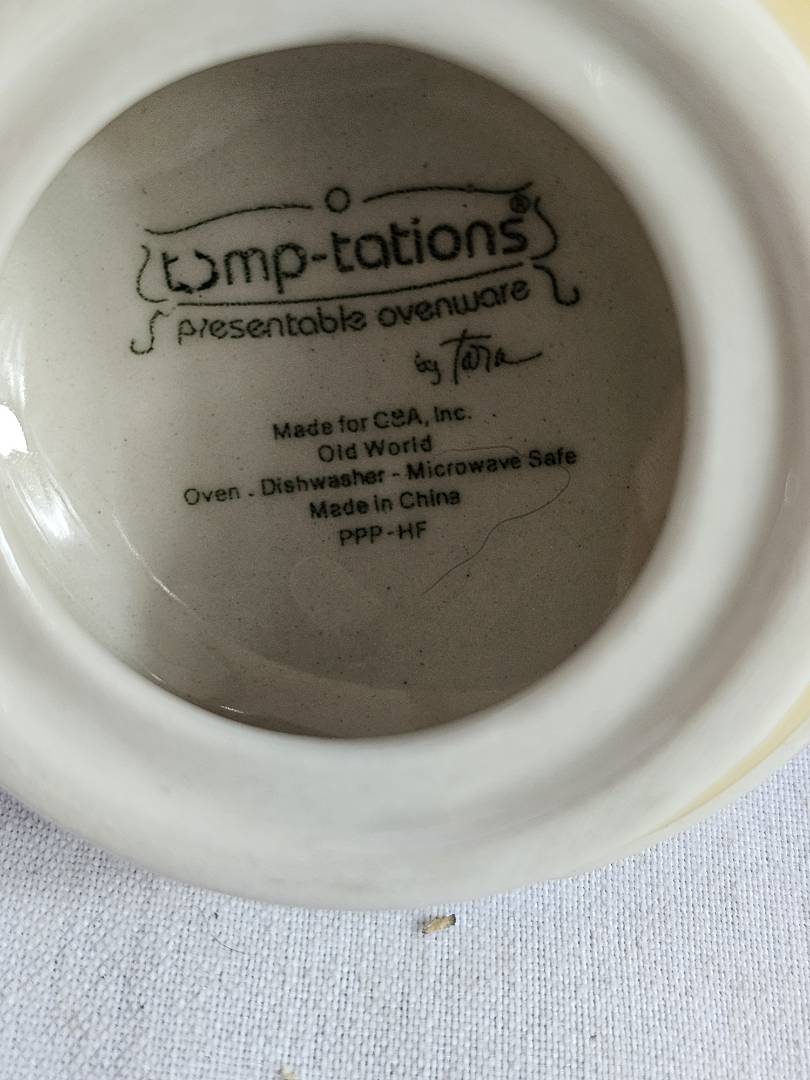 temp-tations®
presentable ovenware
by Tara
Made for C&A, Inc.
Old World
Oven - Dishwasher - Microwave Safe
Made in China
PPP-HF